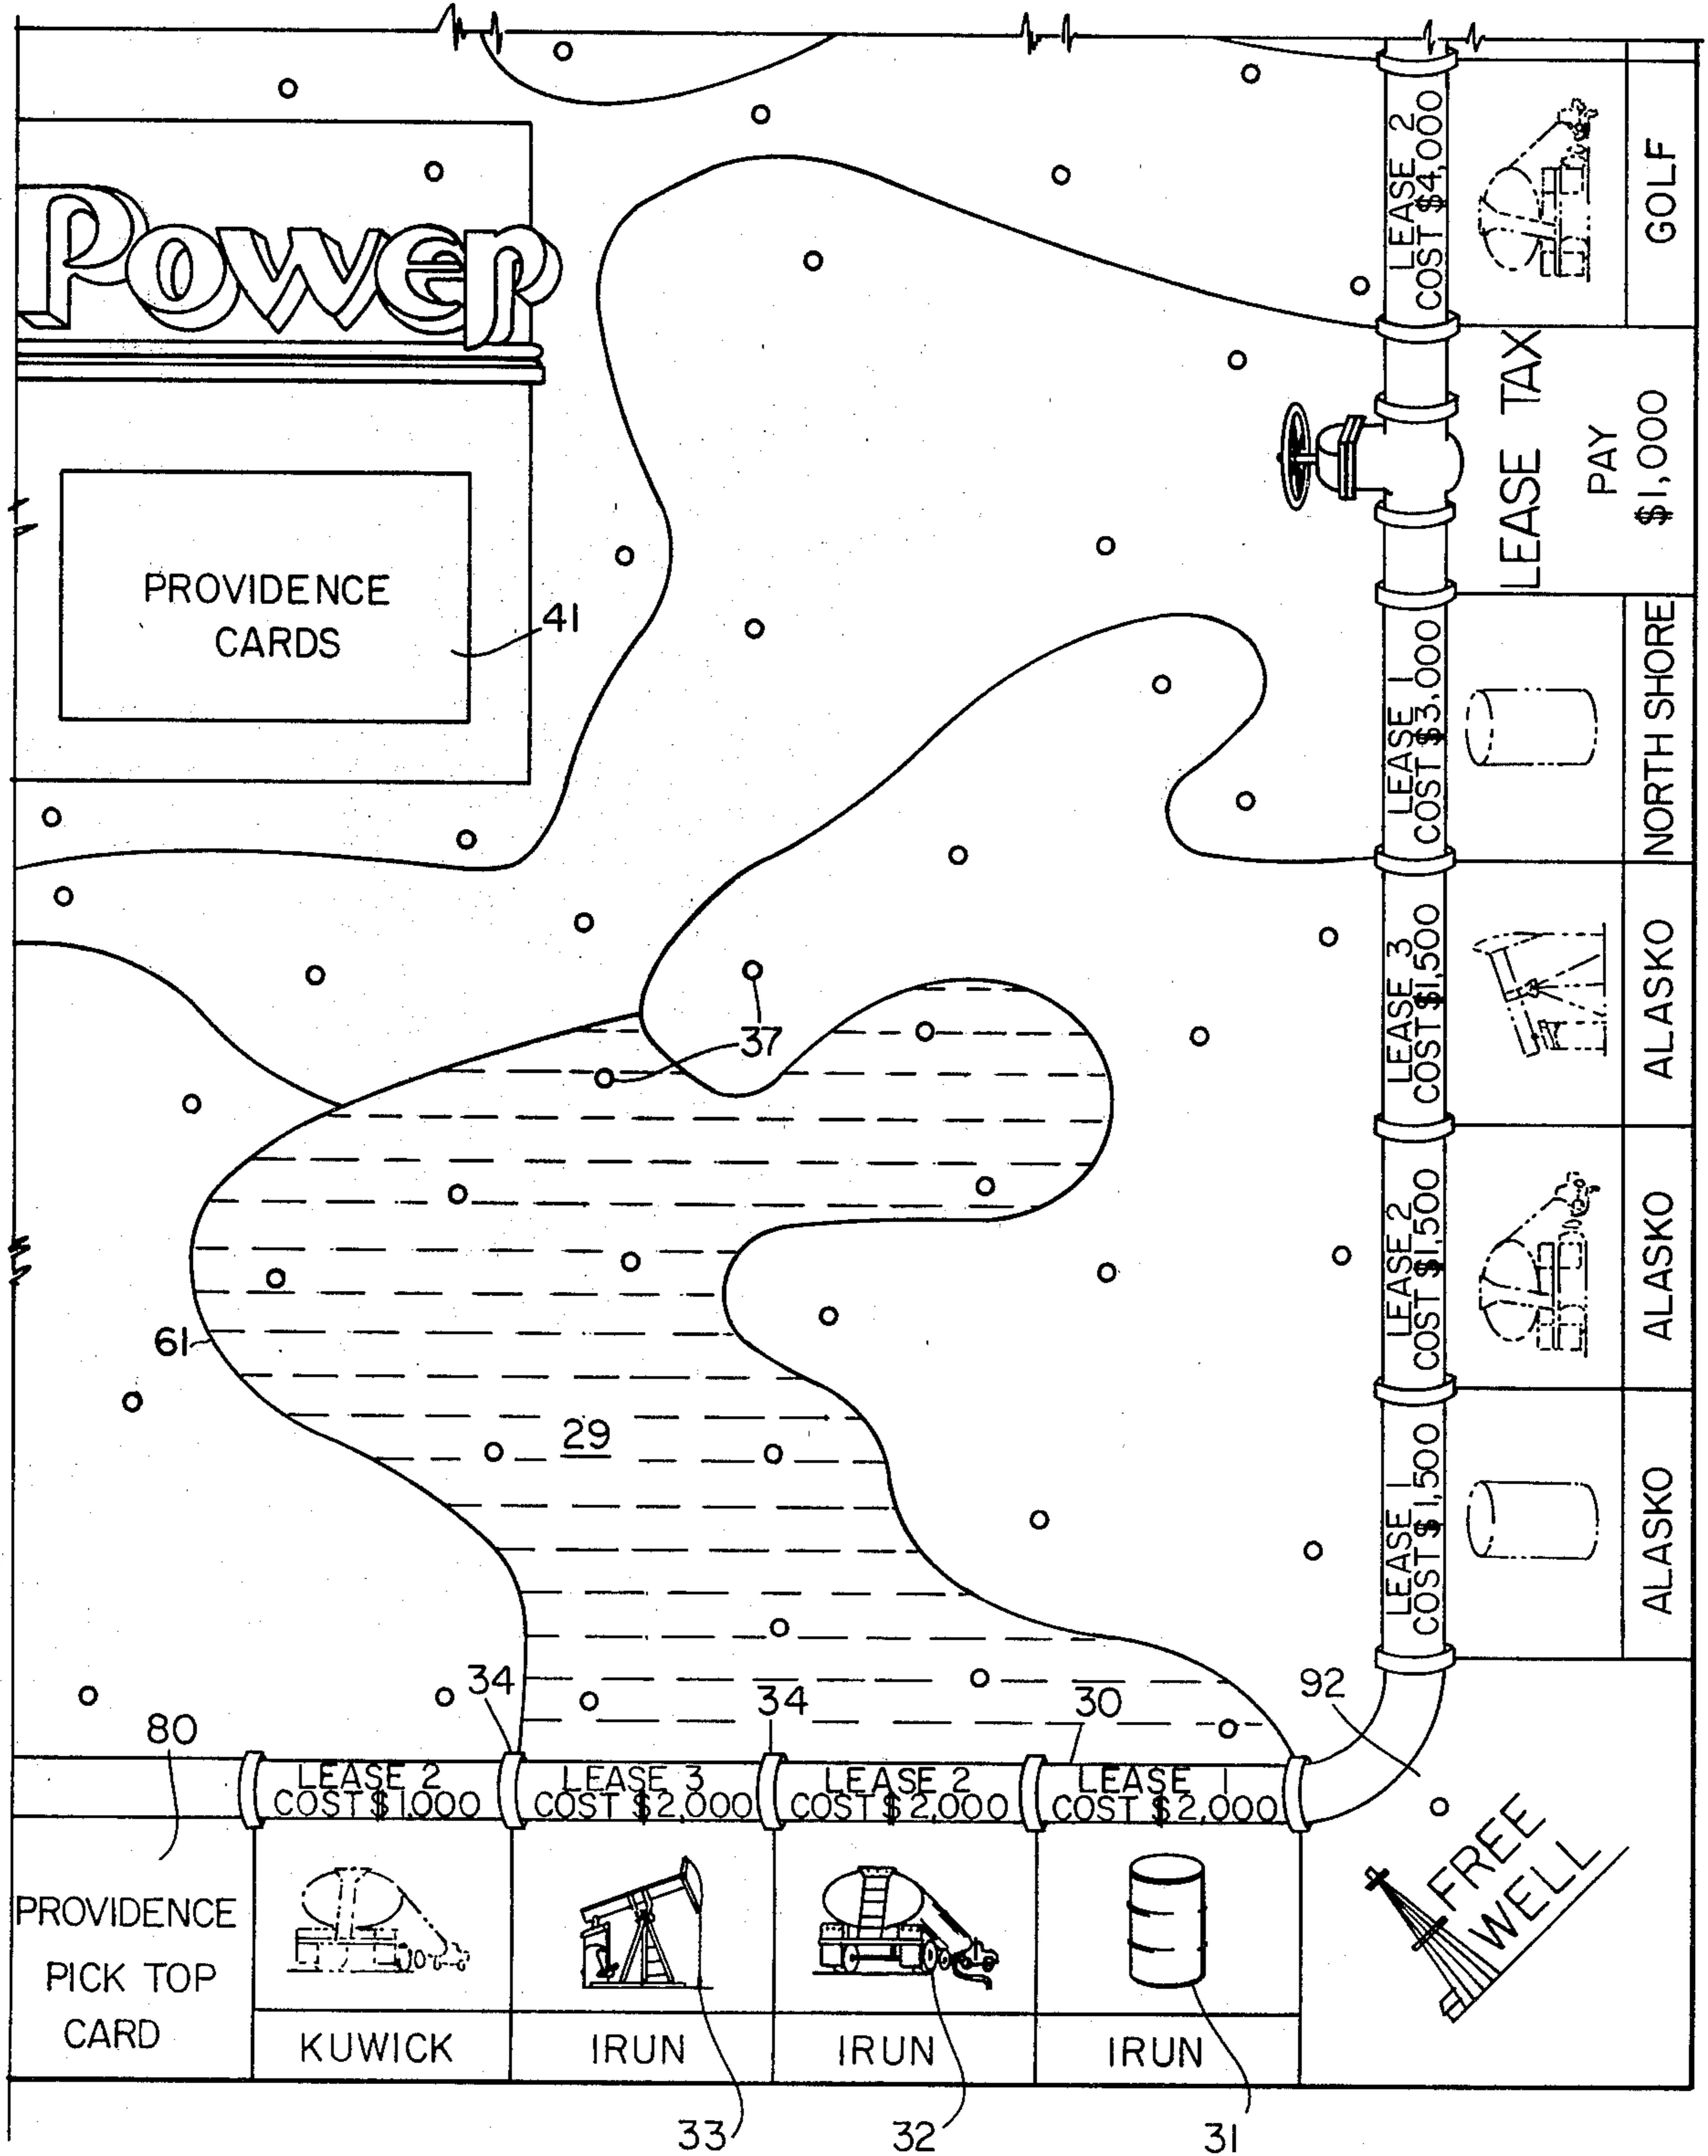 Power
PROVIDENCE
CARDS
41
37
61
29
34
34
30
92
80
LEASE 2
COST $4,000
GOLF
LEASE TAX
PAY
$1,000
LEASE 1
COST $3,000
NORTH SHORE
LEASE 3
COST $1,500
ALASKO
LEASE 2
COST $1,500
ALASKO
LEASE 1
COST $1,500
ALASKO
FREE
WELL
LEASE 1
COST $2,000
IRUN
LEASE 2
COST $2,000
IRUN
LEASE 3
COST $2,000
IRUN
LEASE 2
COST $1,000
KUWICK
PROVIDENCE
PICK TOP
CARD
33
32
31